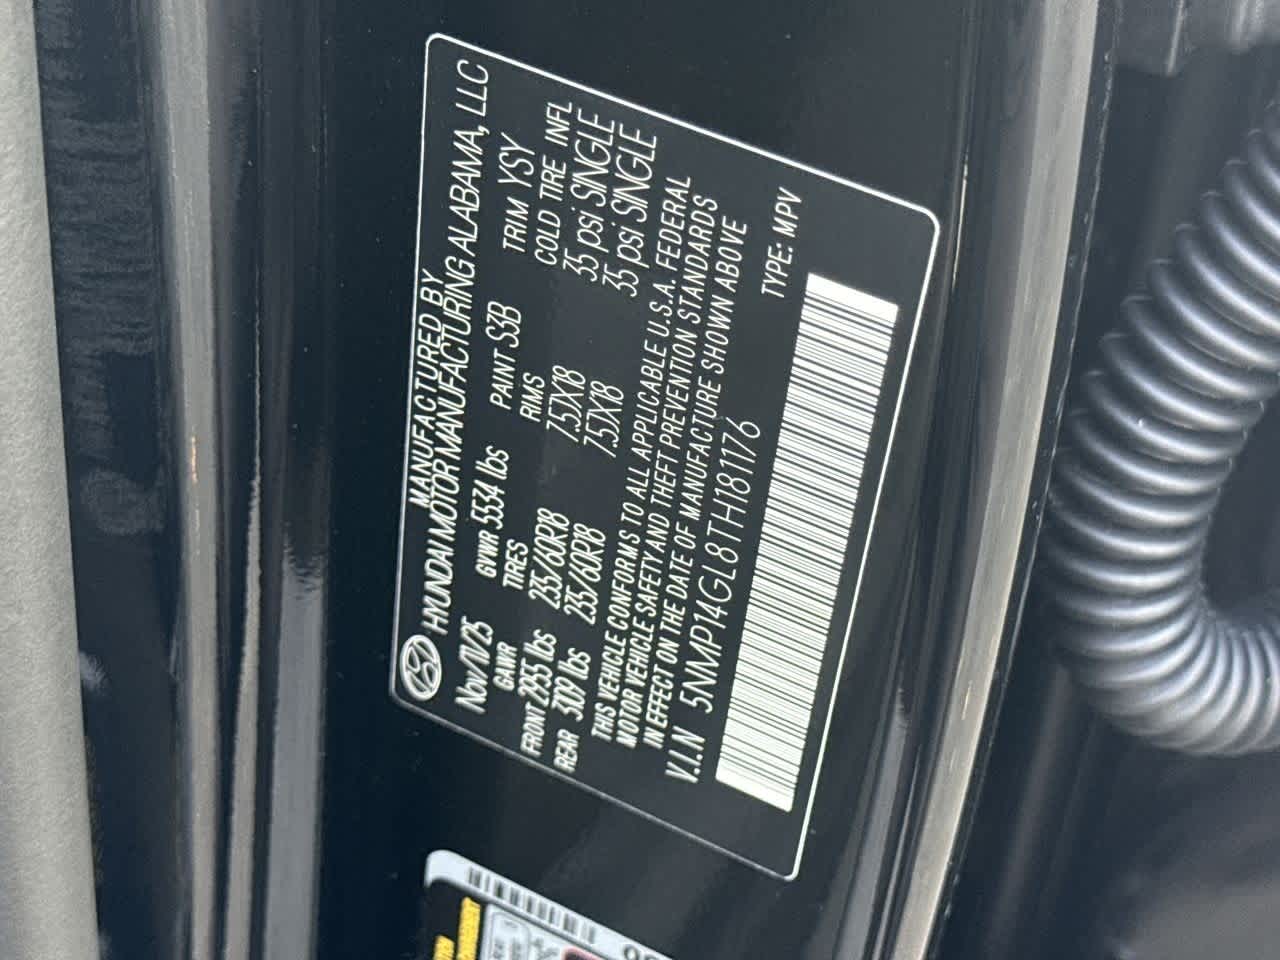 MANUFACTURED BY
HYUNDAI MOTOR MANUFACTURING ALABAMA, LLC
Nov/11/25 GVWR 5534 lbs PAINT S3B TRIM YSY
GAWR TIRES RIMS COLD TIRE INFL
FRONT 2955 lbs 235/60R18 7.5JX18 35 psi SINGLE
REAR 3109 lbs 235/60R18 7.5JX18 35 psi SINGLE
THIS VEHICLE CONFORMS TO ALL APPLICABLE U.S.A. FEDERAL
MOTOR VEHICLE SAFETY AND THEFT PREVENTION STANDARDS
IN EFFECT ON THE DATE OF MANUFACTURE SHOWN ABOVE
V.I.N 5NMP14GL8TH181176 TYPE: MPV